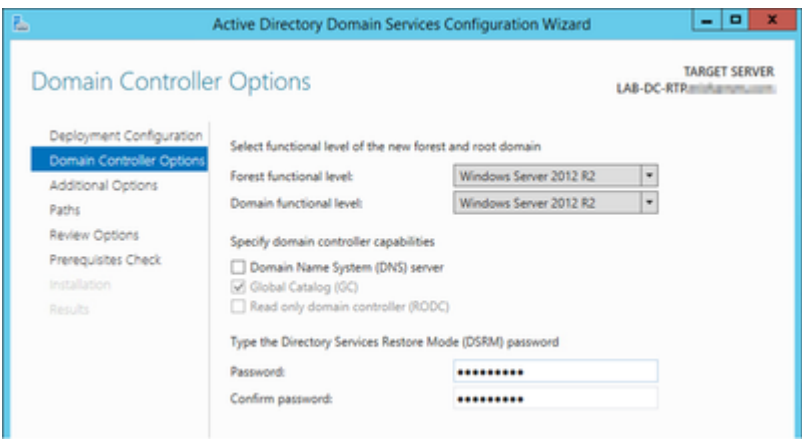 Active Directory Domain Services Configuration Wizard
Domain Controller Options
TARGET SERVER
LAB-DC-RTP
Deployment Configuration
Domain Controller Options
Additional Options
Paths
Review Options
Prerequisites Check
Installation
Results
Select functional level of the new forest and root domain
Forest functional level: Windows Server 2012 R2
Domain functional level: Windows Server 2012 R2
Specify domain controller capabilities
Domain Name System (DNS) server
Global Catalog (GC)
Read only domain controller (RODC)
Type the Directory Services Restore Mode (DSRM) password
Password: •••••••••
Confirm password: •••••••••